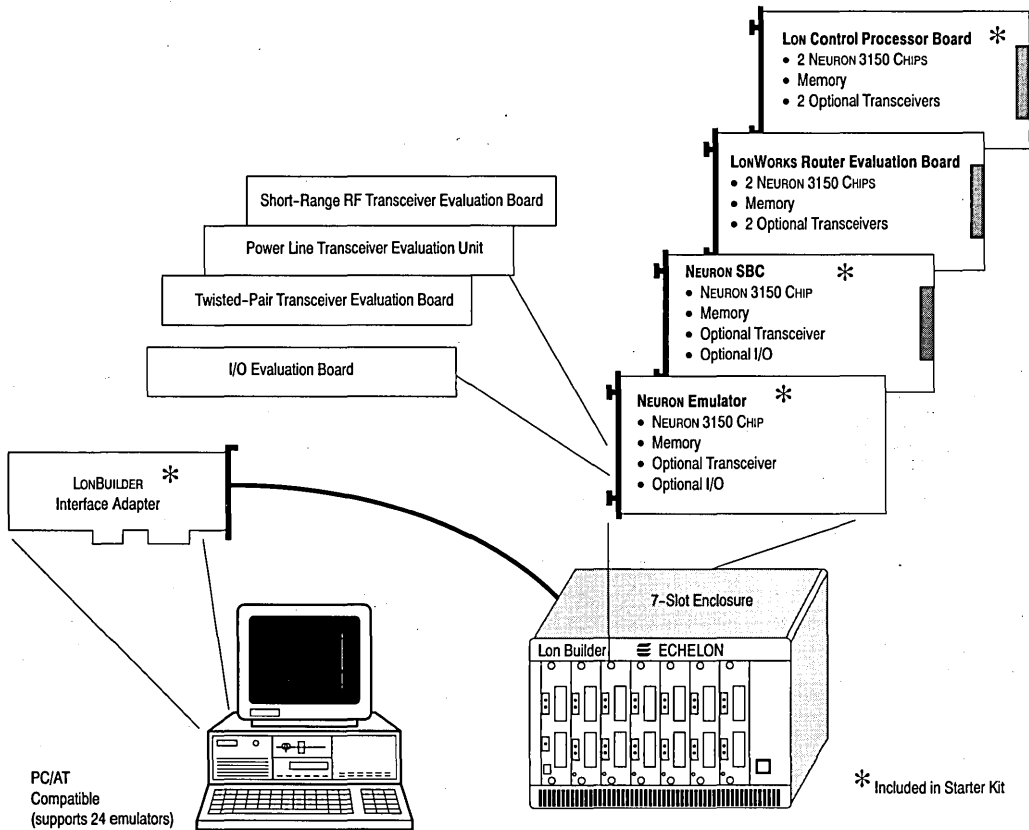 LON Control Processor Board *
• 2 NEURON 3150 CHIPS
• Memory
• 2 Optional Transceivers
LONWORKS Router Evaluation Board
• 2 NEURON 3150 CHIPS
• Memory
• 2 Optional Transceivers
NEURON SBC *
• NEURON 3150 CHIP
• Memory
• Optional Transceiver
• Optional I/O
NEURON Emulator *
• NEURON 3150 CHIP
• Memory
• Optional Transceiver
• Optional I/O
Short-Range RF Transceiver Evaluation Board
Power Line Transceiver Evaluation Unit
Twisted-Pair Transceiver Evaluation Board
I/O Evaluation Board
LONBUILDER *
Interface Adapter
7-Slot Enclosure
Lon Builder ECHELON
PC/AT
Compatible
(supports 24 emulators)
* Included in Starter Kit